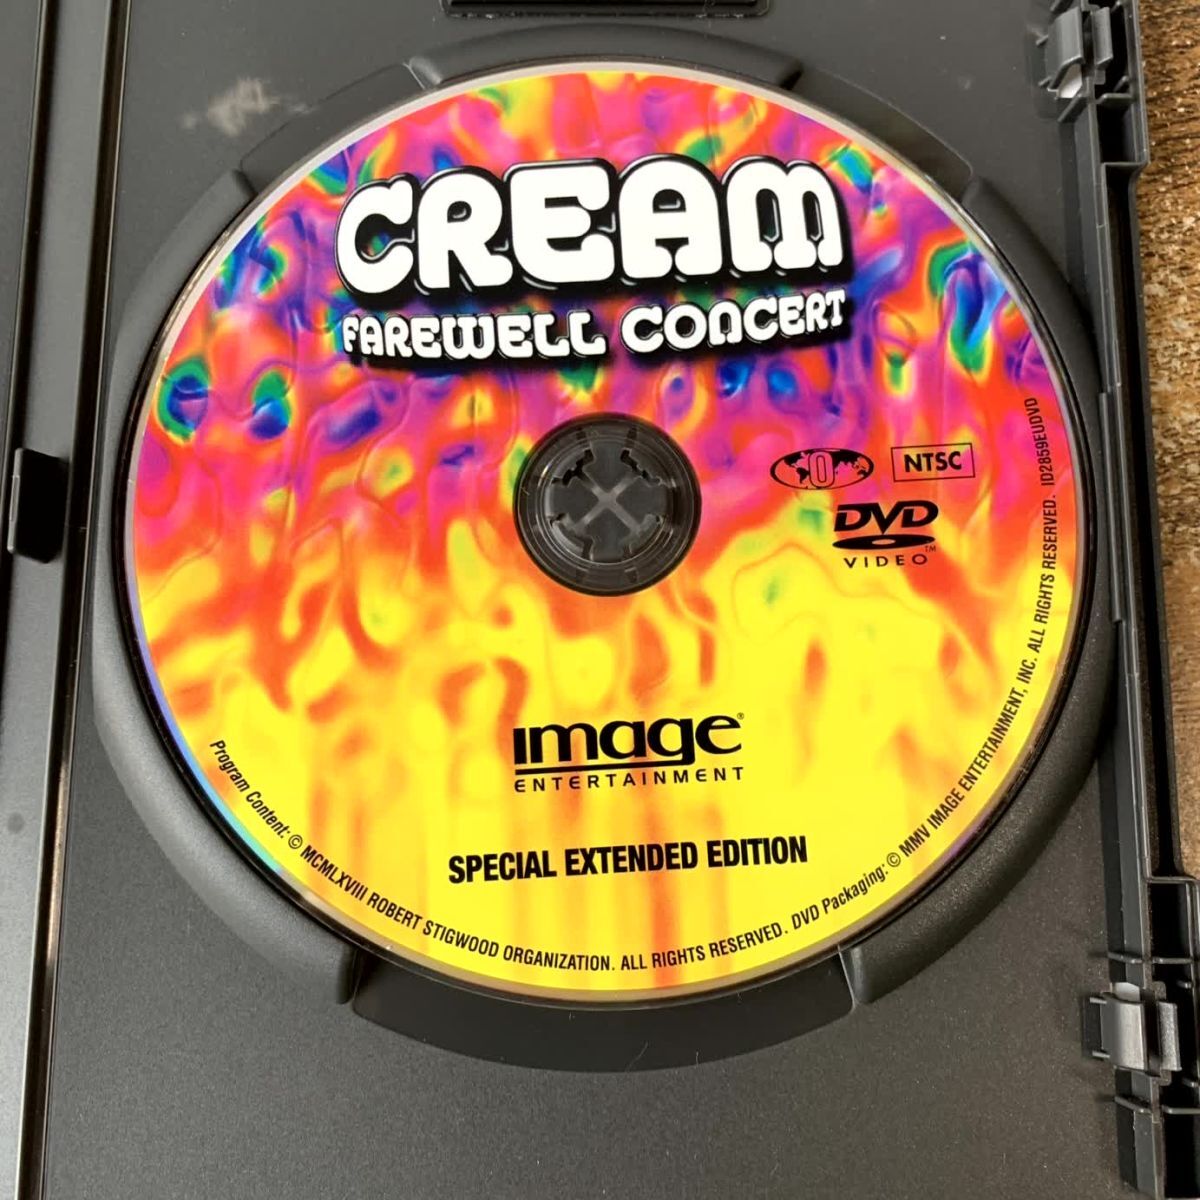 CREAM
FAREWELL CONCERT
0
NTSC
DVD
VIDEO™
image®
ENTERTAINMENT
SPECIAL EXTENDED EDITION
Program Content: © MCMLXVIII ROBERT STIGWOOD ORGANIZATION. ALL RIGHTS RESERVED. DVD Packaging: © MMV IMAGE ENTERTAINMENT, INC. ALL RIGHTS RESERVED. ID2859EUDVD